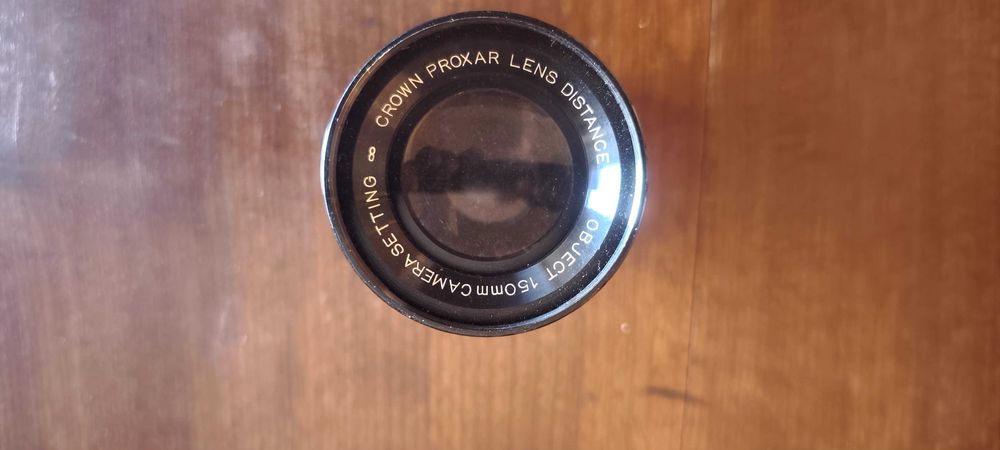 CROWN PROXAR LENS DISTANCE OBJECT 150mm CAMERA SETTING ∞